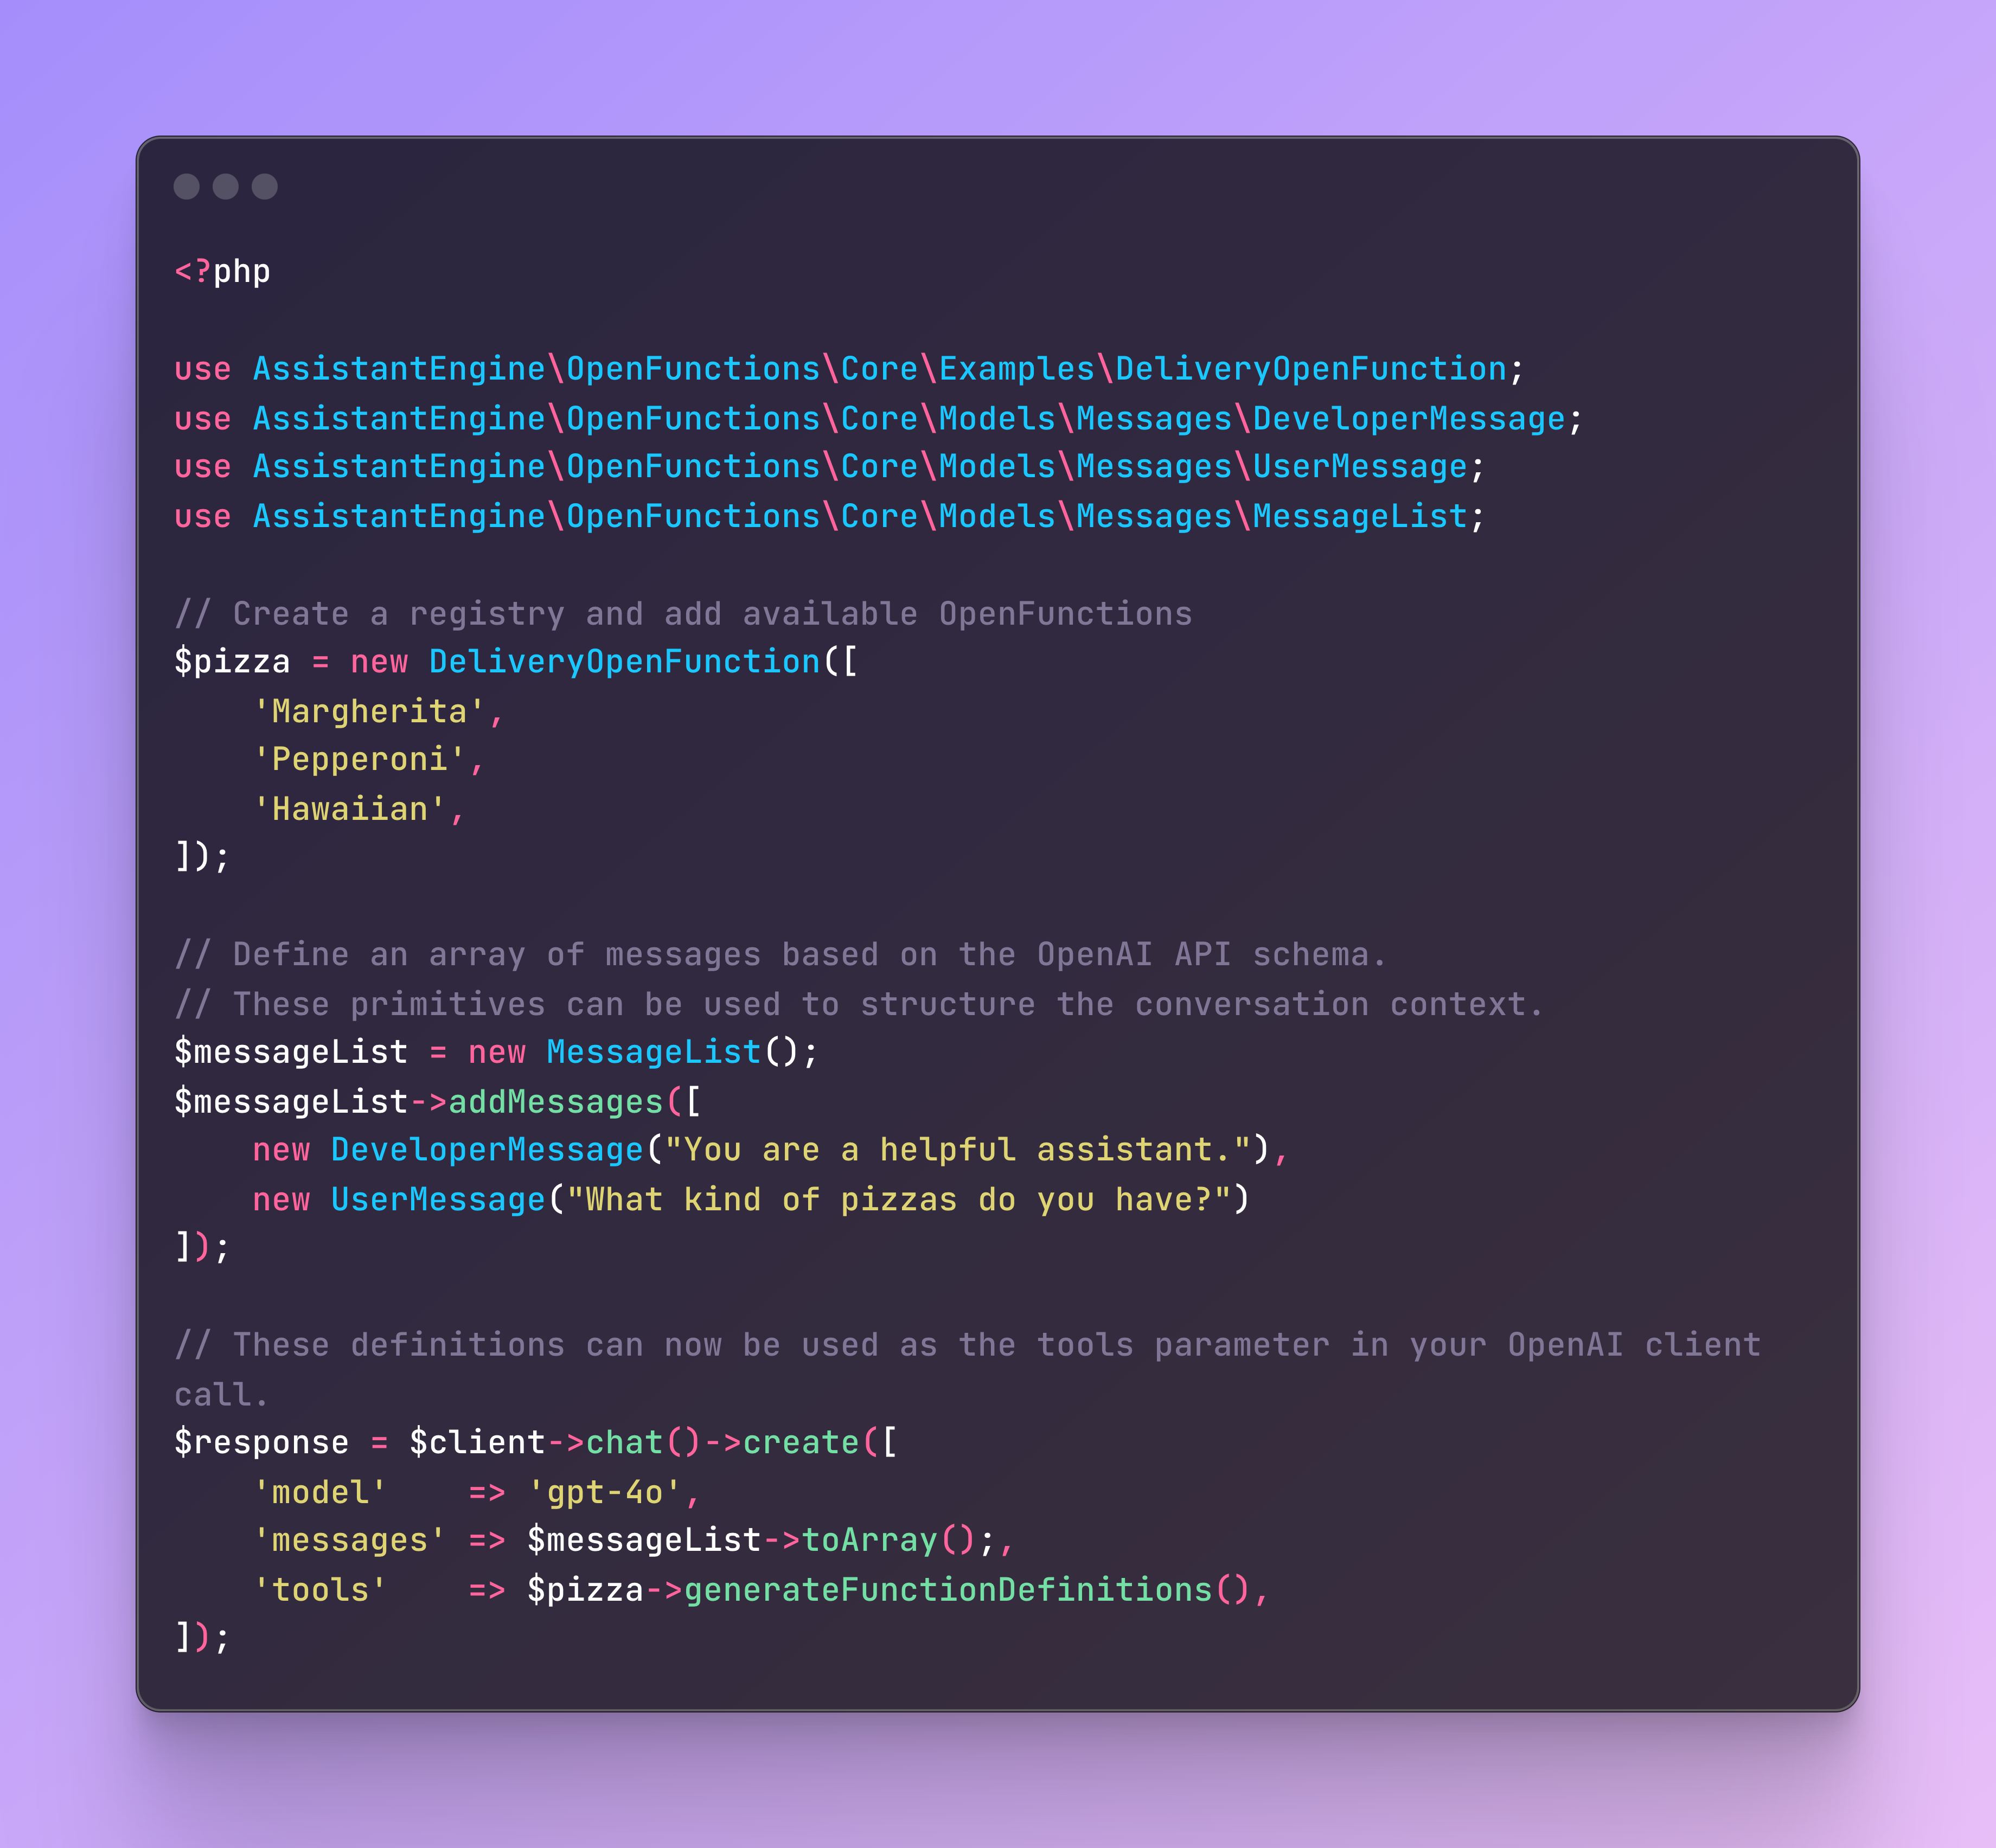 <?php
use AssistantEngine\OpenFunctions\Core\Examples\DeliveryOpenFunction;
use AssistantEngine\OpenFunctions\Core\Models\Messages\DeveloperMessage;
use AssistantEngine\OpenFunctions\Core\Models\Messages\UserMessage;
use AssistantEngine\OpenFunctions\Core\Models\Messages\MessageList;
// Create a registry and add available OpenFunctions
$pizza = new DeliveryOpenFunction([
    'Margherita',
    'Pepperoni',
    'Hawaiian',
]);
// Define an array of messages based on the OpenAI API schema.
// These primitives can be used to structure the conversation context.
$messageList = new MessageList();
$messageList->addMessages([
    new DeveloperMessage("You are a helpful assistant."),
    new UserMessage("What kind of pizzas do you have?")
]);
// These definitions can now be used as the tools parameter in your OpenAI client
call.
$response = $client->chat()->create([
    'model'    => 'gpt-4o',
    'messages' => $messageList->toArray();,
    'tools'    => $pizza->generateFunctionDefinitions(),
]);